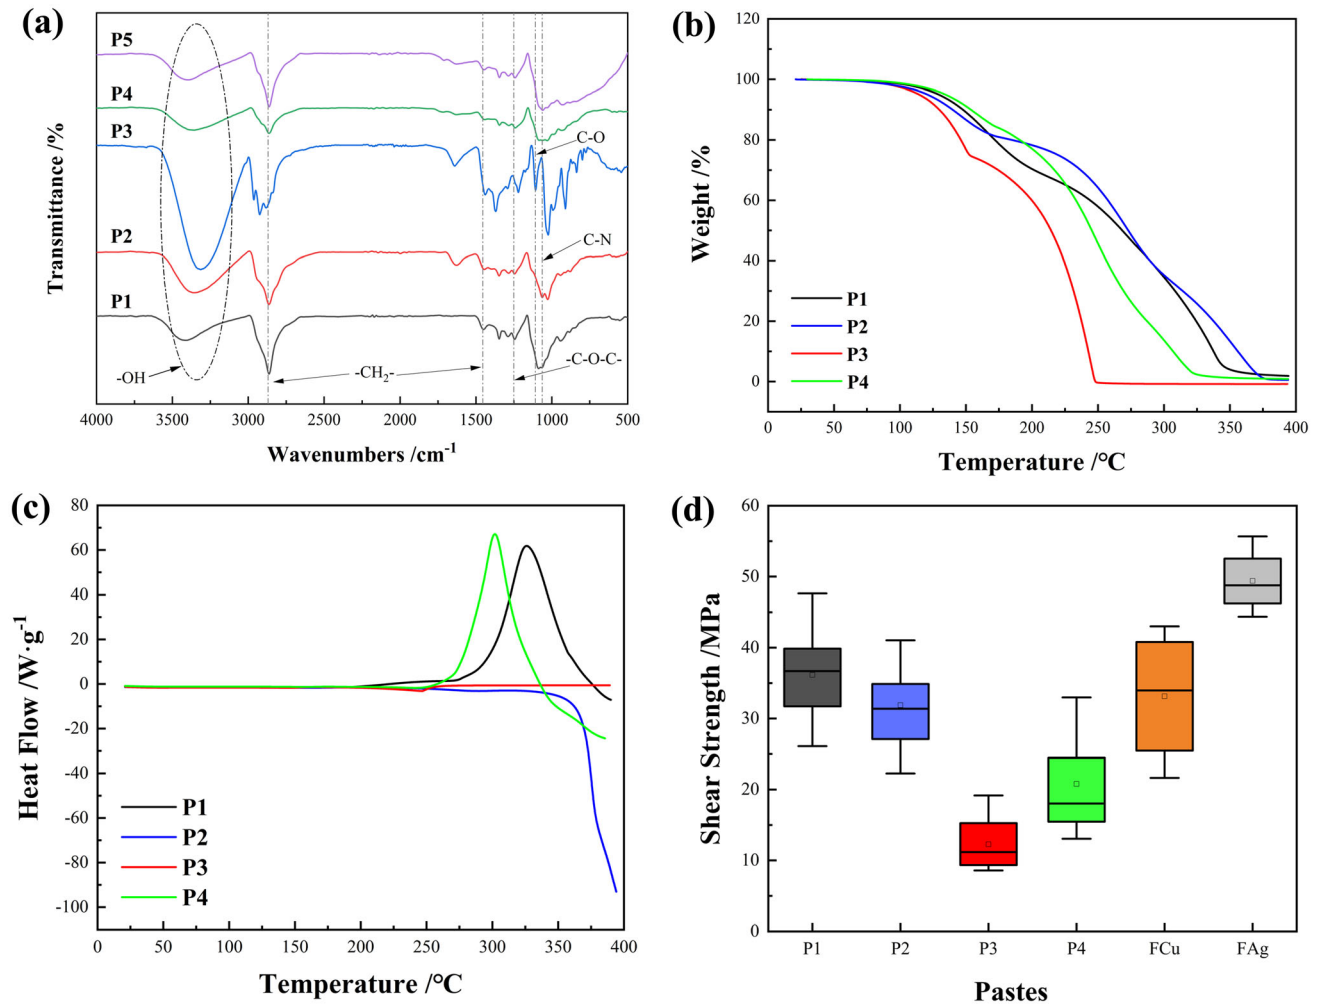 (a)
P5
P4
P3
P2
P1
C-O
C-N
-C-O-C-
-OH
-CH2-
Transmittance /%
4000 3500 3000 2500 2000 1500 1000 500
Wavenumbers /cm-1
(b)
120
100
80
60
40
20
0
Weight /%
P1
P2
P3
P4
0 50 100 150 200 250 300 350 400
Temperature /°C
(c)
80
60
40
20
0
-20
-40
-60
-80
-100
Heat Flow /W·g-1
P1
P2
P3
P4
0 50 100 150 200 250 300 350 400
Temperature /°C
(d)
60
50
40
30
20
10
0
Shear Strength /MPa
P1 P2 P3 P4 FCu FAg
Pastes